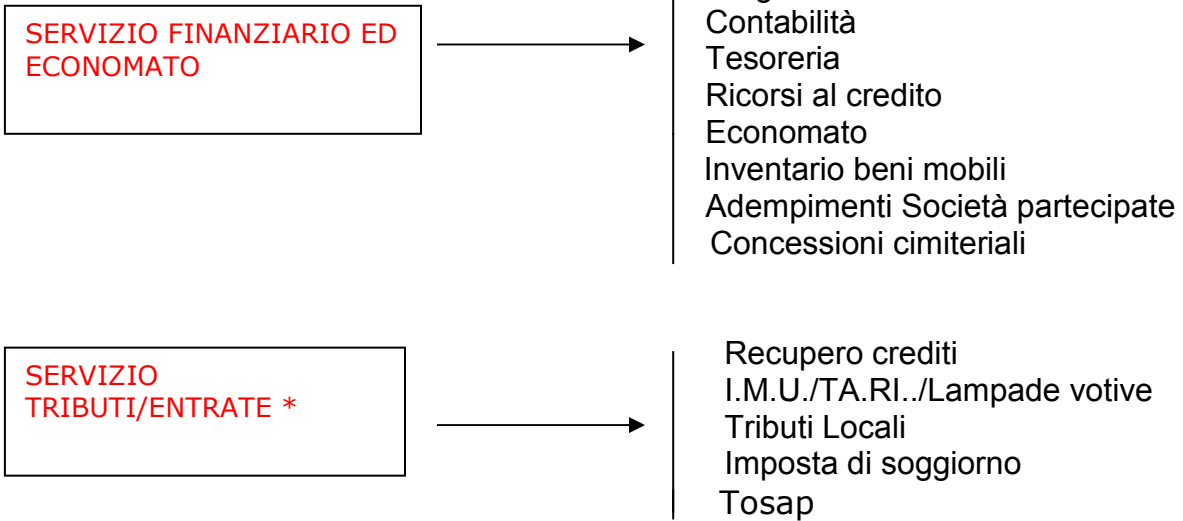 SERVIZIO FINANZIARIO ED
ECONOMATO
Contabilità
Tesoreria
Ricorsi al credito
Economato
Inventario beni mobili
Adempimenti Società partecipate
Concessioni cimiteriali
SERVIZIO
TRIBUTI/ENTRATE *
Recupero crediti
I.M.U./TA.RI../Lampade votive
Tributi Locali
Imposta di soggiorno
Tosap